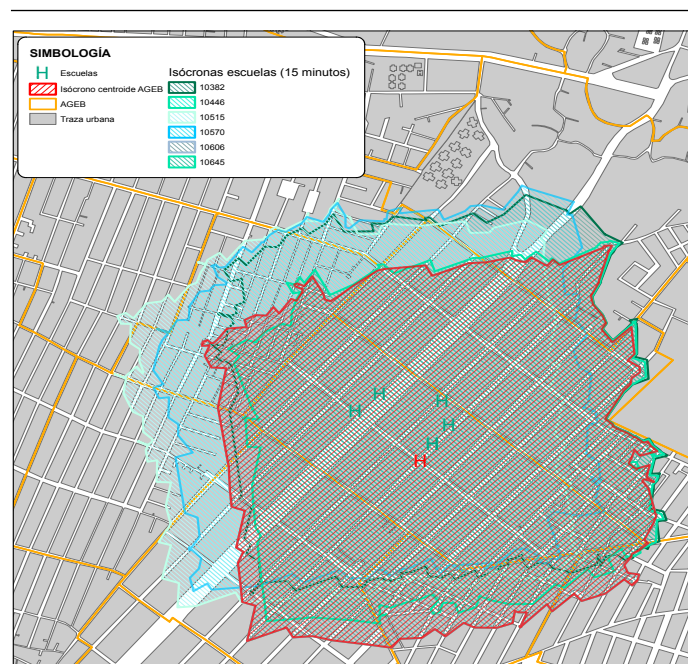 SIMBOLOGÍA
Escuelas
Isócrono centroide AGEB
AGEB
Traza urbana
Isócronas escuelas (15 minutos)
10382
10446
10515
10570
10606
10645